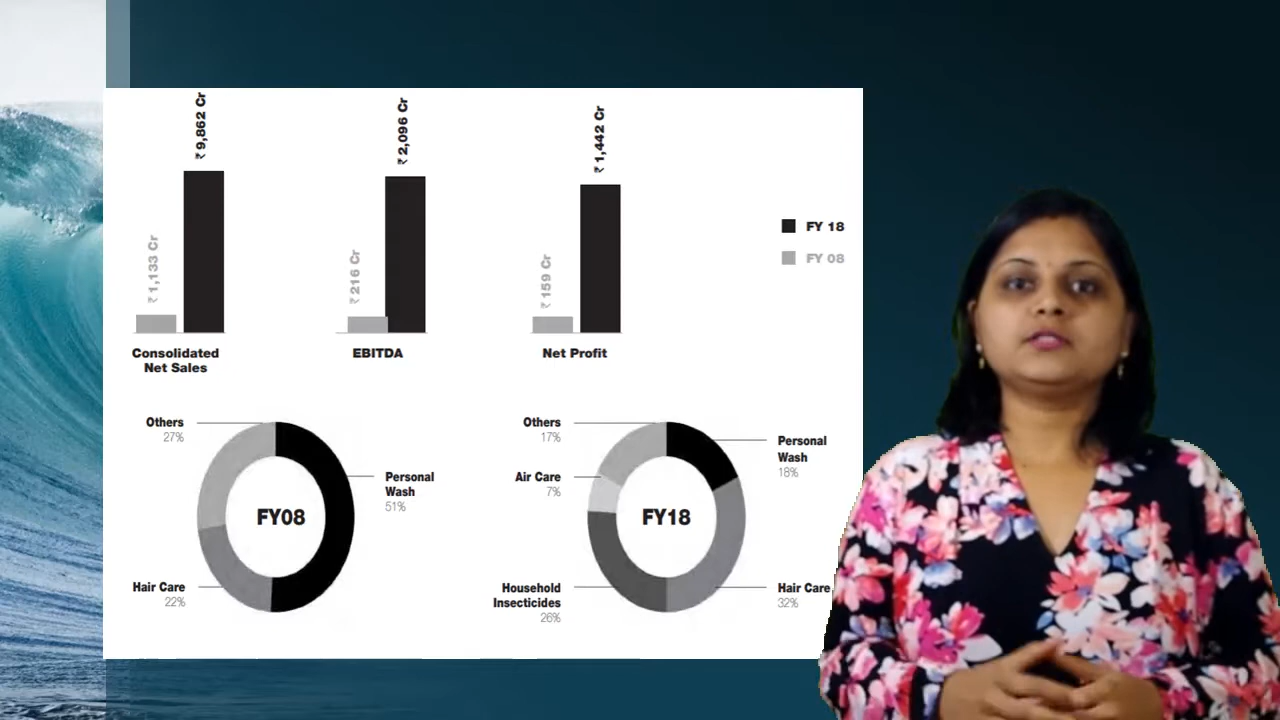 ₹ 9,862 Cr
₹ 2,096 Cr
₹ 1,442 Cr
₹ 1,133 Cr
₹ 216 Cr
₹ 159 Cr
FY 18
FY 08
Consolidated
Net Sales
EBITDA
Net Profit
Others
27%
Personal
Wash
51%
FY08
Hair Care
22%
Others
17%
Personal
Wash
18%
Air Care
7%
FY18
Household
Insecticides
26%
Hair Care
32%